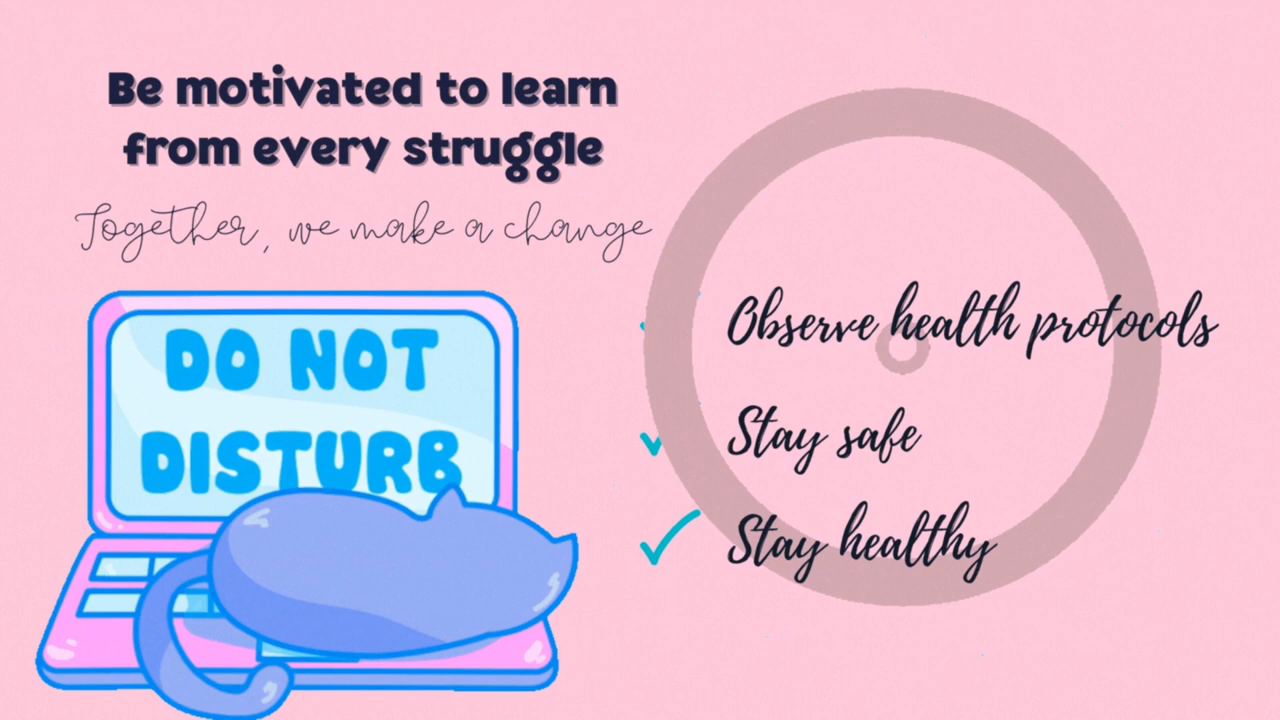 Be motivated to learn
from every struggle
Together, we make a change
DO NOT
DISTURB
Observe health protocols
Stay safe
Stay healthy